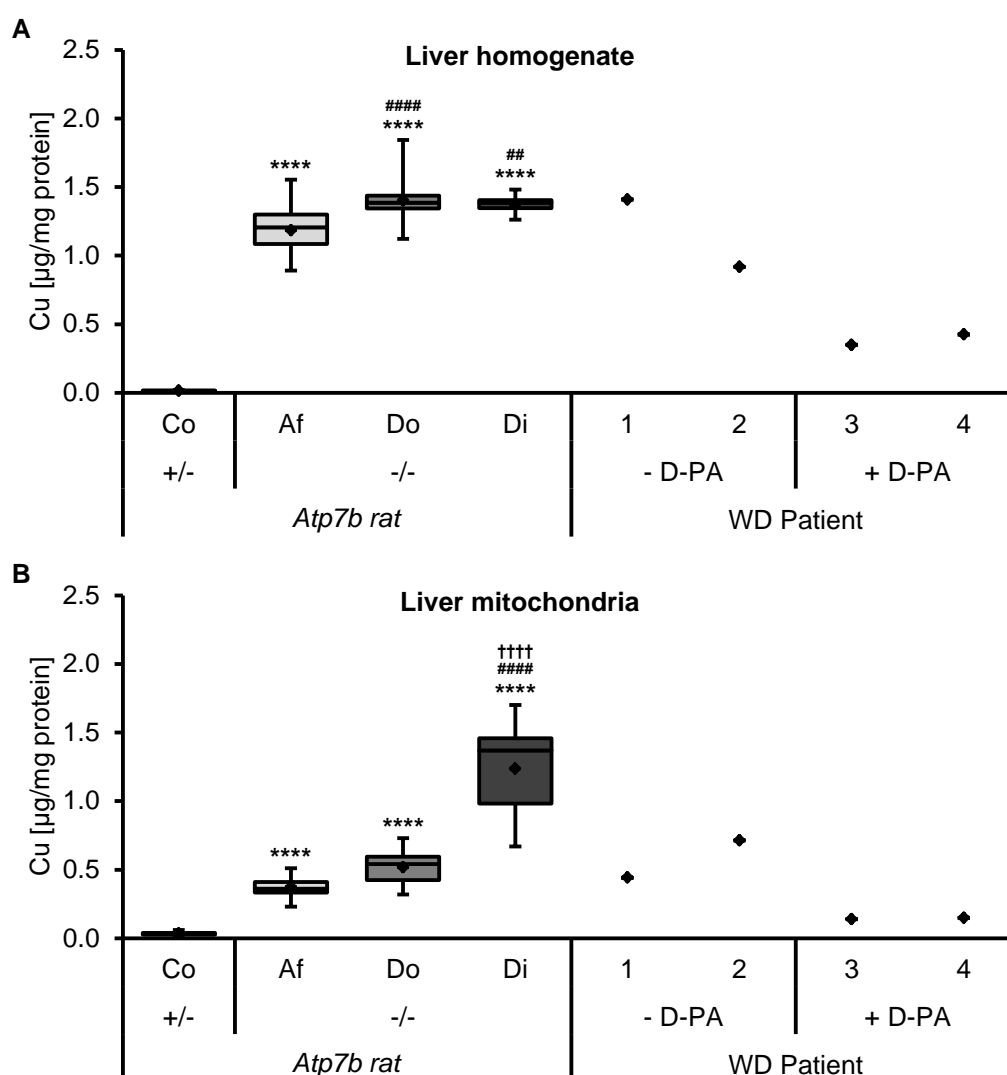 A
Liver homogenate
Cu [µg/mg protein]
2.5
2.0
1.5
1.0
0.5
0.0
****
####
****
##
****
Co Af Do Di 1 2 3 4
+/- -/- - D-PA + D-PA
Atp7b rat WD Patient
B
Liver mitochondria
Cu [µg/mg protein]
2.5
2.0
1.5
1.0
0.5
0.0
****
****
††††
####
****
Co Af Do Di 1 2 3 4
+/- -/- - D-PA + D-PA
Atp7b rat WD Patient